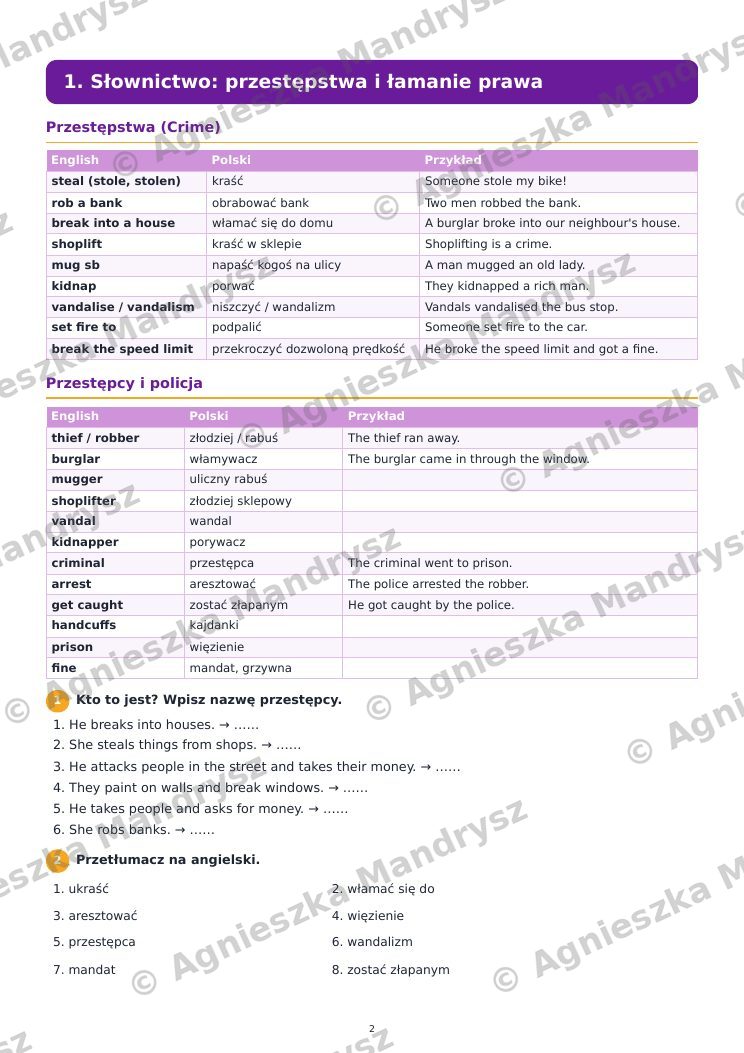 1. Słownictwo: przestępstwa i łamanie prawa
Przestępstwa (Crime)
English Polski Przykład
steal (stole, stolen) kraść Someone stole my bike!
rob a bank obrabować bank Two men robbed the bank.
break into a house włamać się do domu A burglar broke into our neighbour's house.
shoplift kraść w sklepie Shoplifting is a crime.
mug sb napaść kogoś na ulicy A man mugged an old lady.
kidnap porwać They kidnapped a rich man.
vandalise / vandalism niszczyć / wandalizm Vandals vandalised the bus stop.
set fire to podpalić Someone set fire to the car.
break the speed limit przekroczyć dozwoloną prędkość He broke the speed limit and got a fine.
Przestępcy i policja
English Polski Przykład
thief / robber złodziej / rabuś The thief ran away.
burglar włamywacz The burglar came in through the window.
mugger uliczny rabuś
shoplifter złodziej sklepowy
vandal wandal
kidnapper porywacz
criminal przestępca The criminal went to prison.
arrest aresztować The police arrested the robber.
get caught zostać złapanym He got caught by the police.
handcuffs kajdanki
prison więzienie
fine mandat, grzywna
1 Kto to jest? Wpisz nazwę przestępcy.
1. He breaks into houses. → ……
2. She steals things from shops. → ……
3. He attacks people in the street and takes their money. → ……
4. They paint on walls and break windows. → ……
5. He takes people and asks for money. → ……
6. She robs banks. → ……
2 Przetłumacz na angielski.
1. ukraść 2. włamać się do
3. aresztować 4. więzienie
5. przestępca 6. wandalizm
7. mandat 8. zostać złapanym
2
© Agnieszka Mandrysz